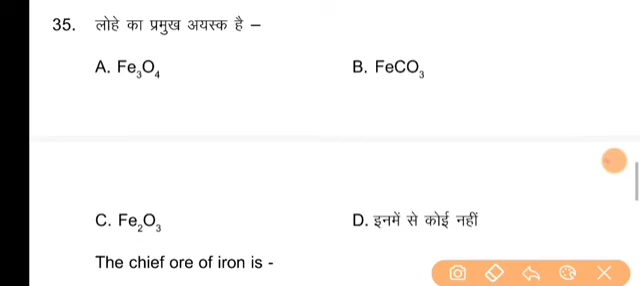 35. लोहे का प्रमुख अयस्क है –
A. Fe₃O₄ B. FeCO₃
C. Fe₂O₃ D. इनमें से कोई नहीं
The chief ore of iron is -